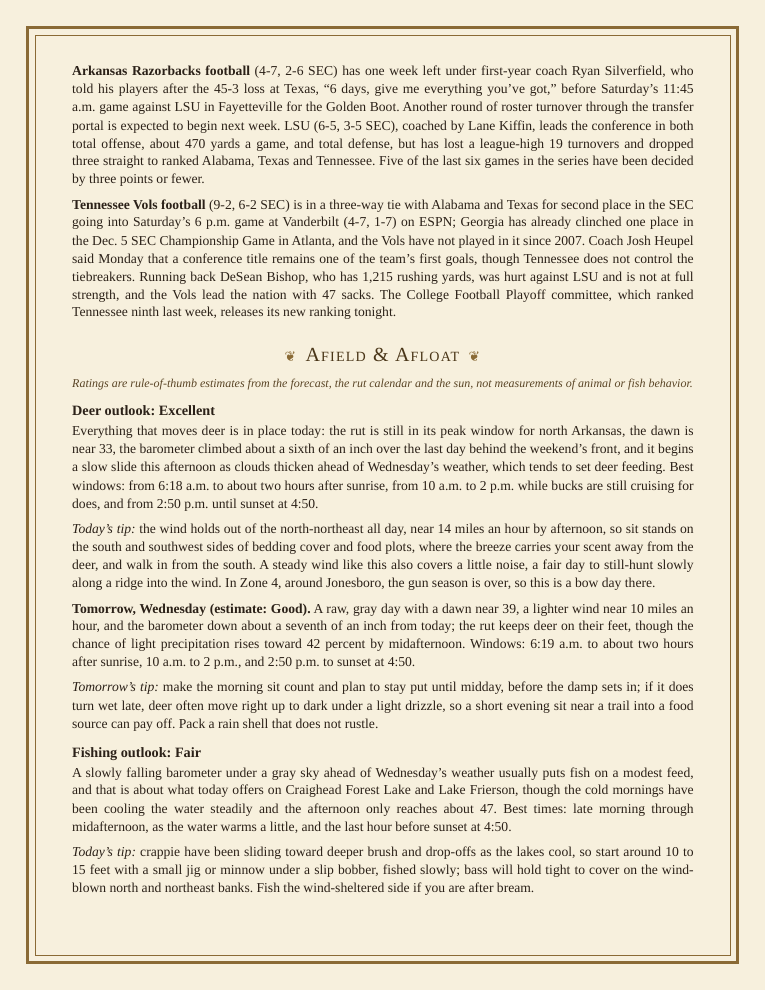 Arkansas Razorbacks football (4-7, 2-6 SEC) has one week left under first-year coach Ryan Silverfield, who
told his players after the 45-3 loss at Texas, “6 days, give me everything you’ve got,” before Saturday’s 11:45
a.m. game against LSU in Fayetteville for the Golden Boot. Another round of roster turnover through the transfer
portal is expected to begin next week. LSU (6-5, 3-5 SEC), coached by Lane Kiffin, leads the conference in both
total offense, about 470 yards a game, and total defense, but has lost a league-high 19 turnovers and dropped
three straight to ranked Alabama, Texas and Tennessee. Five of the last six games in the series have been decided
by three points or fewer.
Tennessee Vols football (9-2, 6-2 SEC) is in a three-way tie with Alabama and Texas for second place in the SEC
going into Saturday’s 6 p.m. game at Vanderbilt (4-7, 1-7) on ESPN; Georgia has already clinched one place in
the Dec. 5 SEC Championship Game in Atlanta, and the Vols have not played in it since 2007. Coach Josh Heupel
said Monday that a conference title remains one of the team’s first goals, though Tennessee does not control the
tiebreakers. Running back DeSean Bishop, who has 1,215 rushing yards, was hurt against LSU and is not at full
strength, and the Vols lead the nation with 47 sacks. The College Football Playoff committee, which ranked
Tennessee ninth last week, releases its new ranking tonight.
❦ Afield & Afloat ❦
Ratings are rule-of-thumb estimates from the forecast, the rut calendar and the sun, not measurements of animal or fish behavior.
Deer outlook: Excellent
Everything that moves deer is in place today: the rut is still in its peak window for north Arkansas, the dawn is
near 33, the barometer climbed about a sixth of an inch over the last day behind the weekend’s front, and it begins
a slow slide this afternoon as clouds thicken ahead of Wednesday’s weather, which tends to set deer feeding. Best
windows: from 6:18 a.m. to about two hours after sunrise, from 10 a.m. to 2 p.m. while bucks are still cruising for
does, and from 2:50 p.m. until sunset at 4:50.
Today’s tip: the wind holds out of the north-northeast all day, near 14 miles an hour by afternoon, so sit stands on
the south and southwest sides of bedding cover and food plots, where the breeze carries your scent away from the
deer, and walk in from the south. A steady wind like this also covers a little noise, a fair day to still-hunt slowly
along a ridge into the wind. In Zone 4, around Jonesboro, the gun season is over, so this is a bow day there.
Tomorrow, Wednesday (estimate: Good). A raw, gray day with a dawn near 39, a lighter wind near 10 miles an
hour, and the barometer down about a seventh of an inch from today; the rut keeps deer on their feet, though the
chance of light precipitation rises toward 42 percent by midafternoon. Windows: 6:19 a.m. to about two hours
after sunrise, 10 a.m. to 2 p.m., and 2:50 p.m. to sunset at 4:50.
Tomorrow’s tip: make the morning sit count and plan to stay put until midday, before the damp sets in; if it does
turn wet late, deer often move right up to dark under a light drizzle, so a short evening sit near a trail into a food
source can pay off. Pack a rain shell that does not rustle.
Fishing outlook: Fair
A slowly falling barometer under a gray sky ahead of Wednesday’s weather usually puts fish on a modest feed,
and that is about what today offers on Craighead Forest Lake and Lake Frierson, though the cold mornings have
been cooling the water steadily and the afternoon only reaches about 47. Best times: late morning through
midafternoon, as the water warms a little, and the last hour before sunset at 4:50.
Today’s tip: crappie have been sliding toward deeper brush and drop-offs as the lakes cool, so start around 10 to
15 feet with a small jig or minnow under a slip bobber, fished slowly; bass will hold tight to cover on the wind-
blown north and northeast banks. Fish the wind-sheltered side if you are after bream.